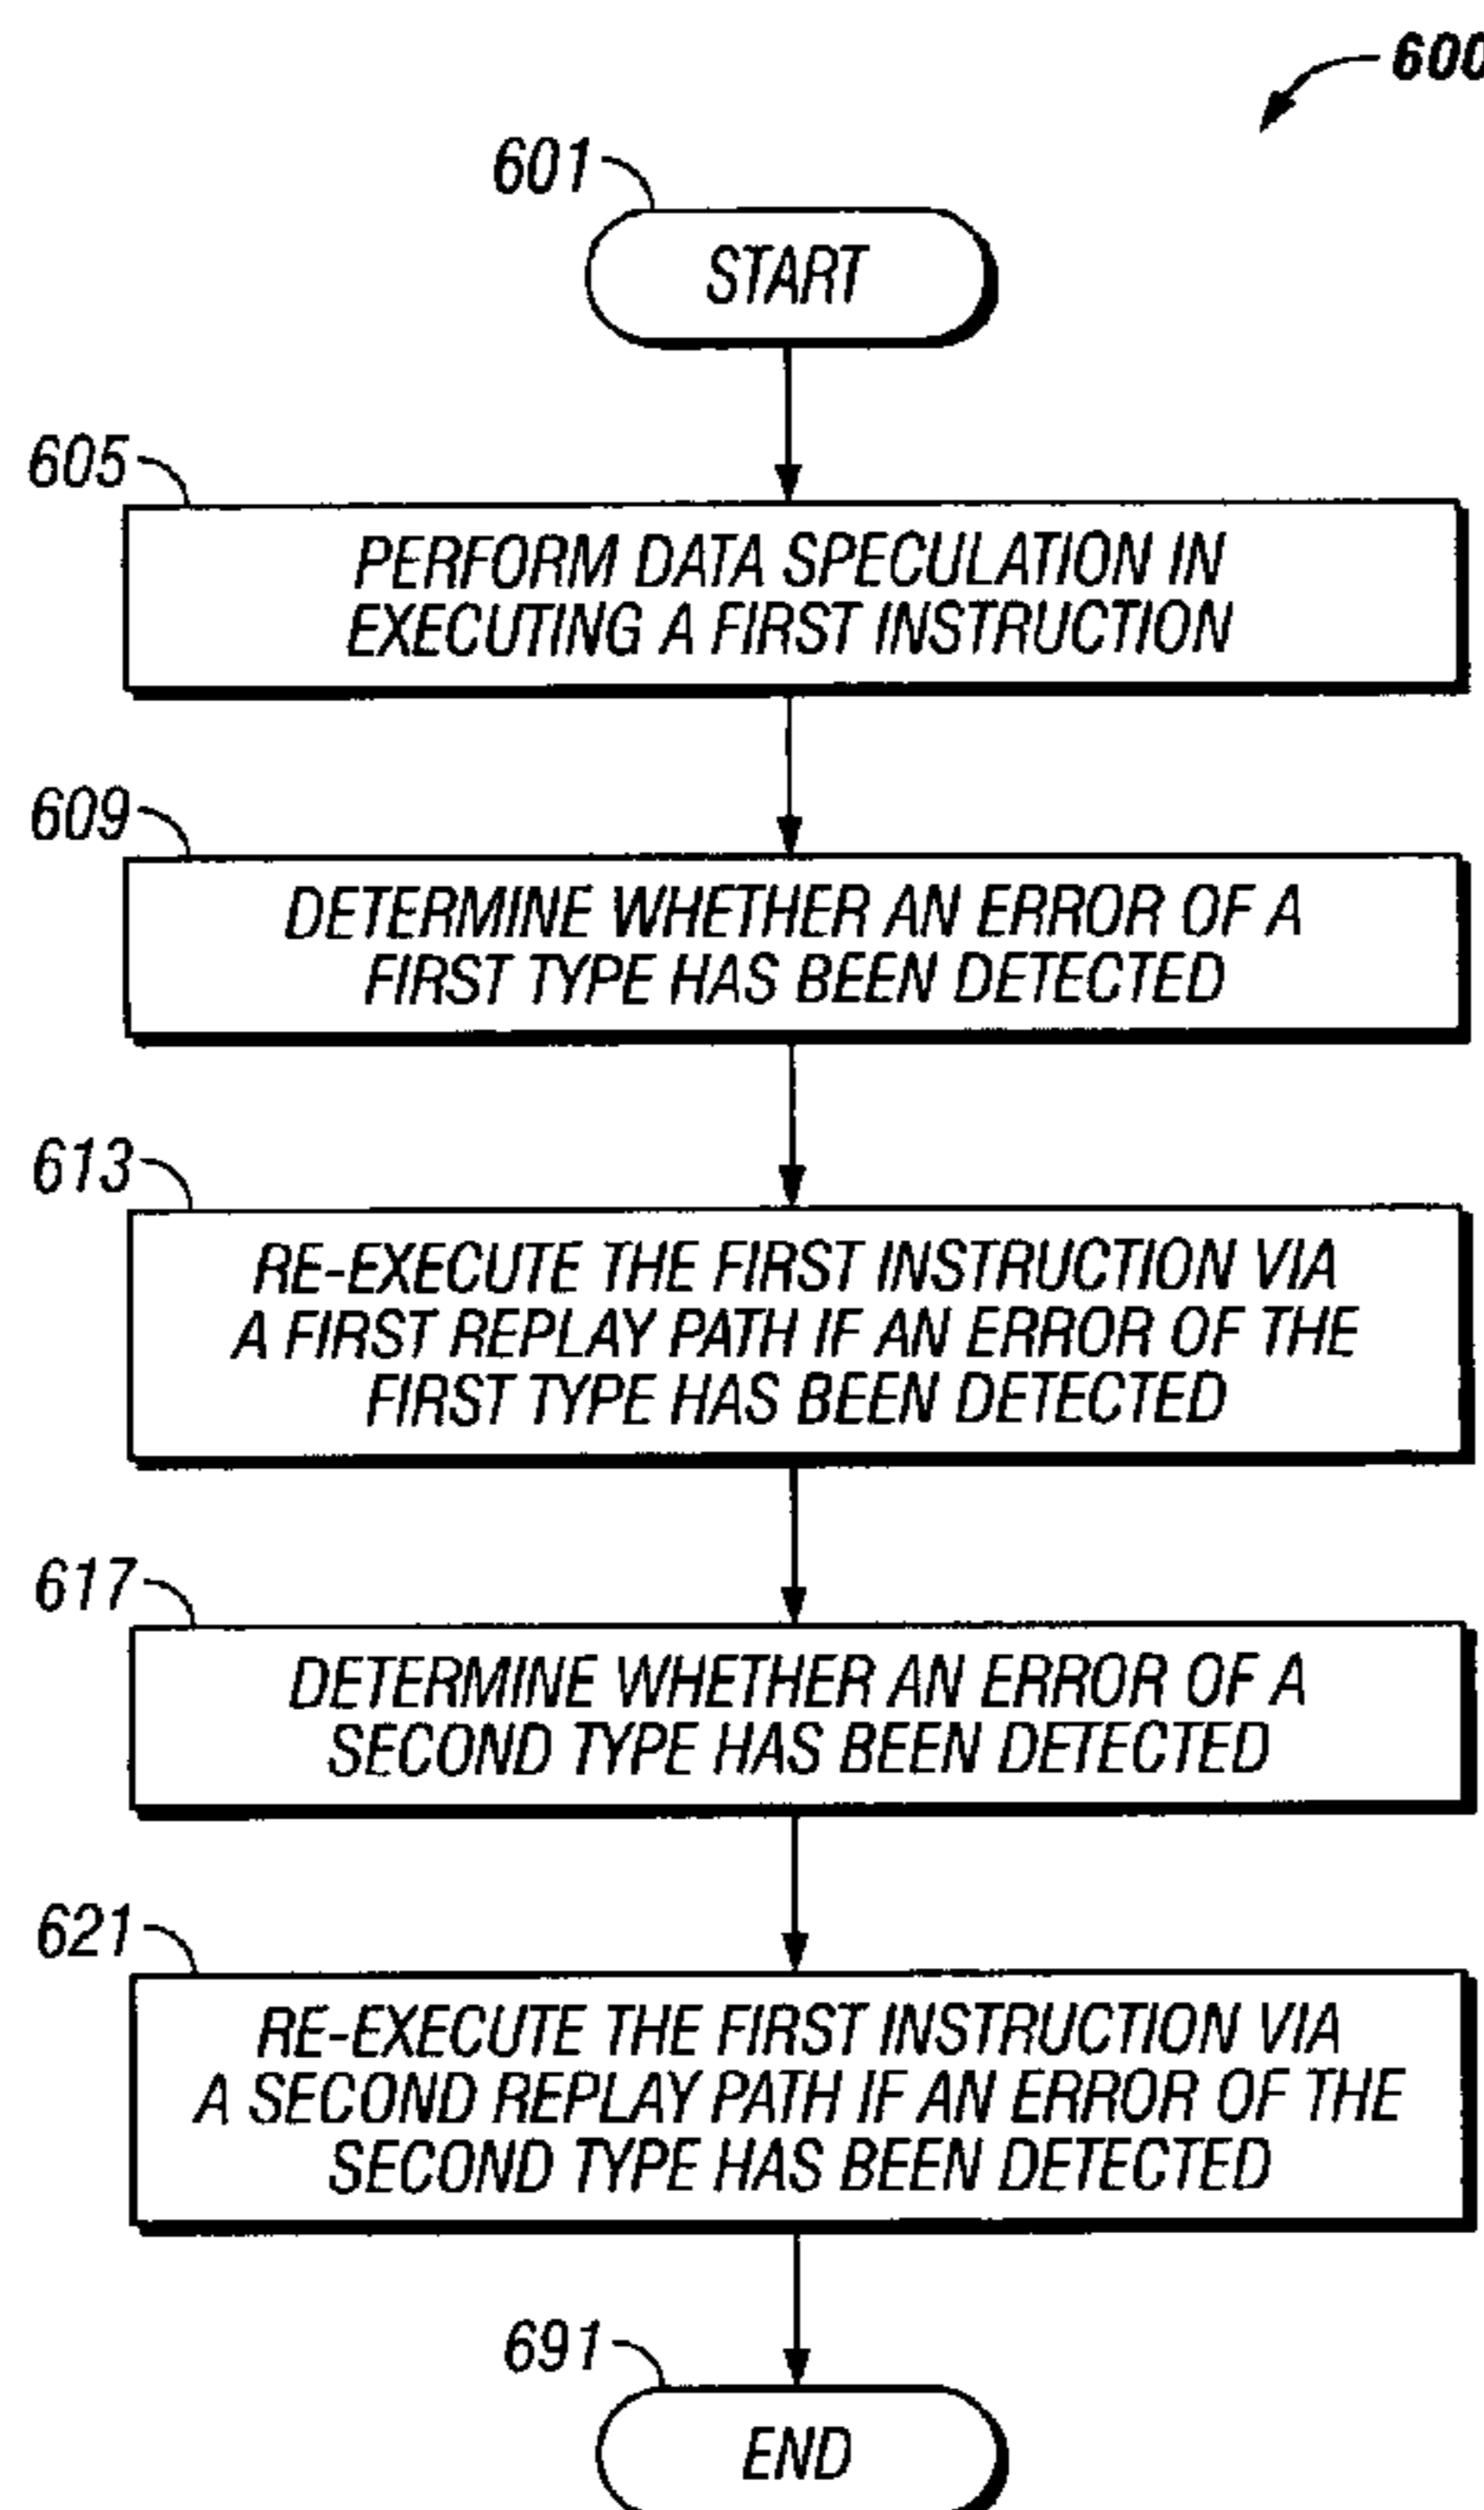 600
601
START
605
PERFORM DATA SPECULATION IN
EXECUTING A FIRST INSTRUCTION
609
DETERMINE WHETHER AN ERROR OF A
FIRST TYPE HAS BEEN DETECTED
613
RE-EXECUTE THE FIRST INSTRUCTION VIA
A FIRST REPLAY PATH IF AN ERROR OF THE
FIRST TYPE HAS BEEN DETECTED
617
DETERMINE WHETHER AN ERROR OF A
SECOND TYPE HAS BEEN DETECTED
621
RE-EXECUTE THE FIRST INSTRUCTION VIA
A SECOND REPLAY PATH IF AN ERROR OF THE
SECOND TYPE HAS BEEN DETECTED
691
END